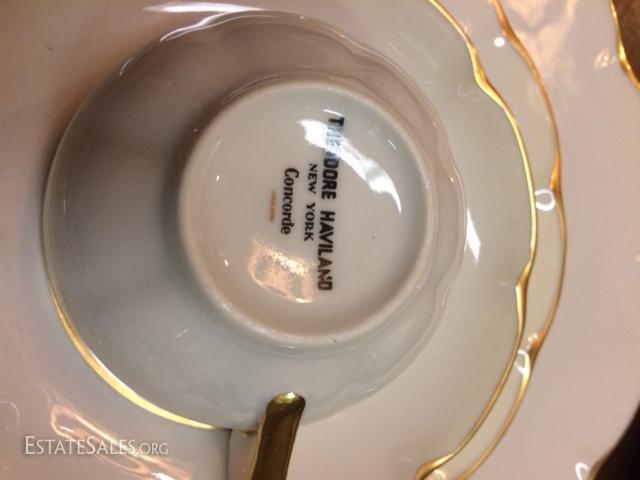 THEODORE HAVILAND
NEW YORK
Concorde
ESTATESALES.ORG